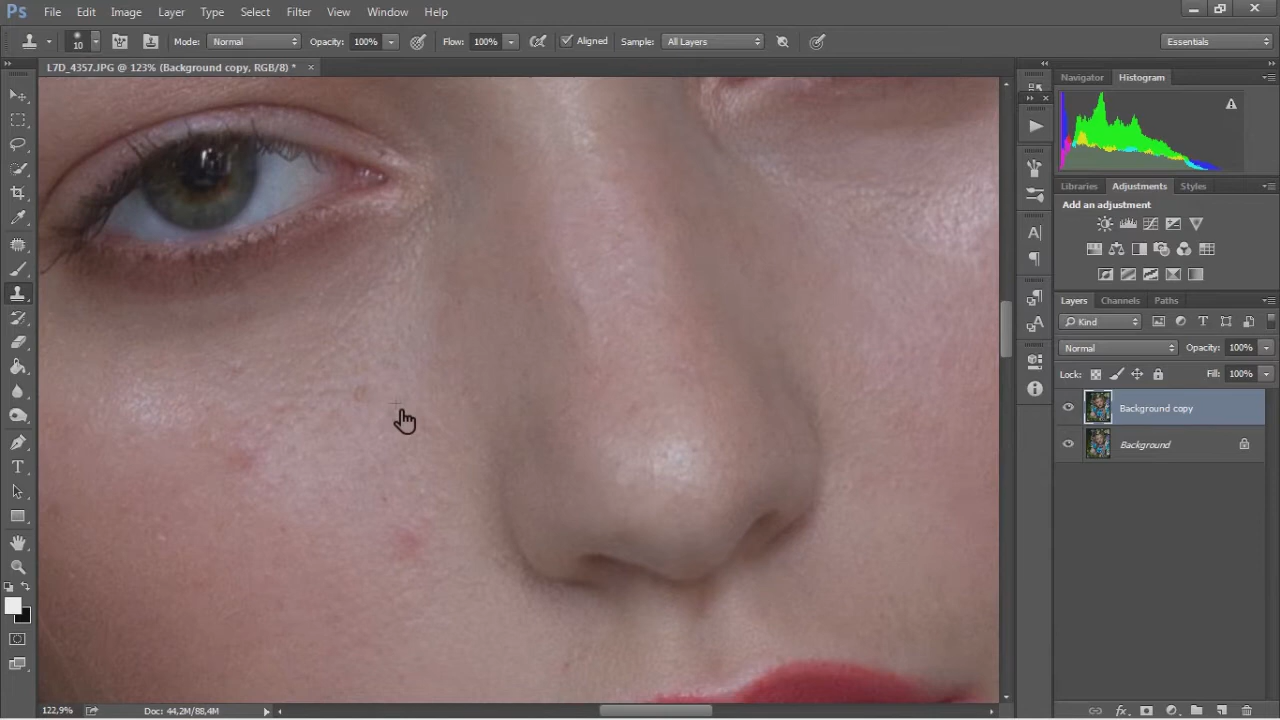 Ps File Edit Image Layer Type Select Filter View Window Help
10 Mode: Normal Opacity: 100% Flow: 100% Aligned Sample: All Layers Essentials
L7D_4357.JPG @ 123% (Background copy, RGB/8) * ×
Navigator Histogram
Libraries Adjustments Styles
Add an adjustment
Layers Channels Paths
Kind
Normal Opacity: 100%
Lock: Fill: 100%
Background copy
Background
122,9% Doc: 44,2M/88,4M